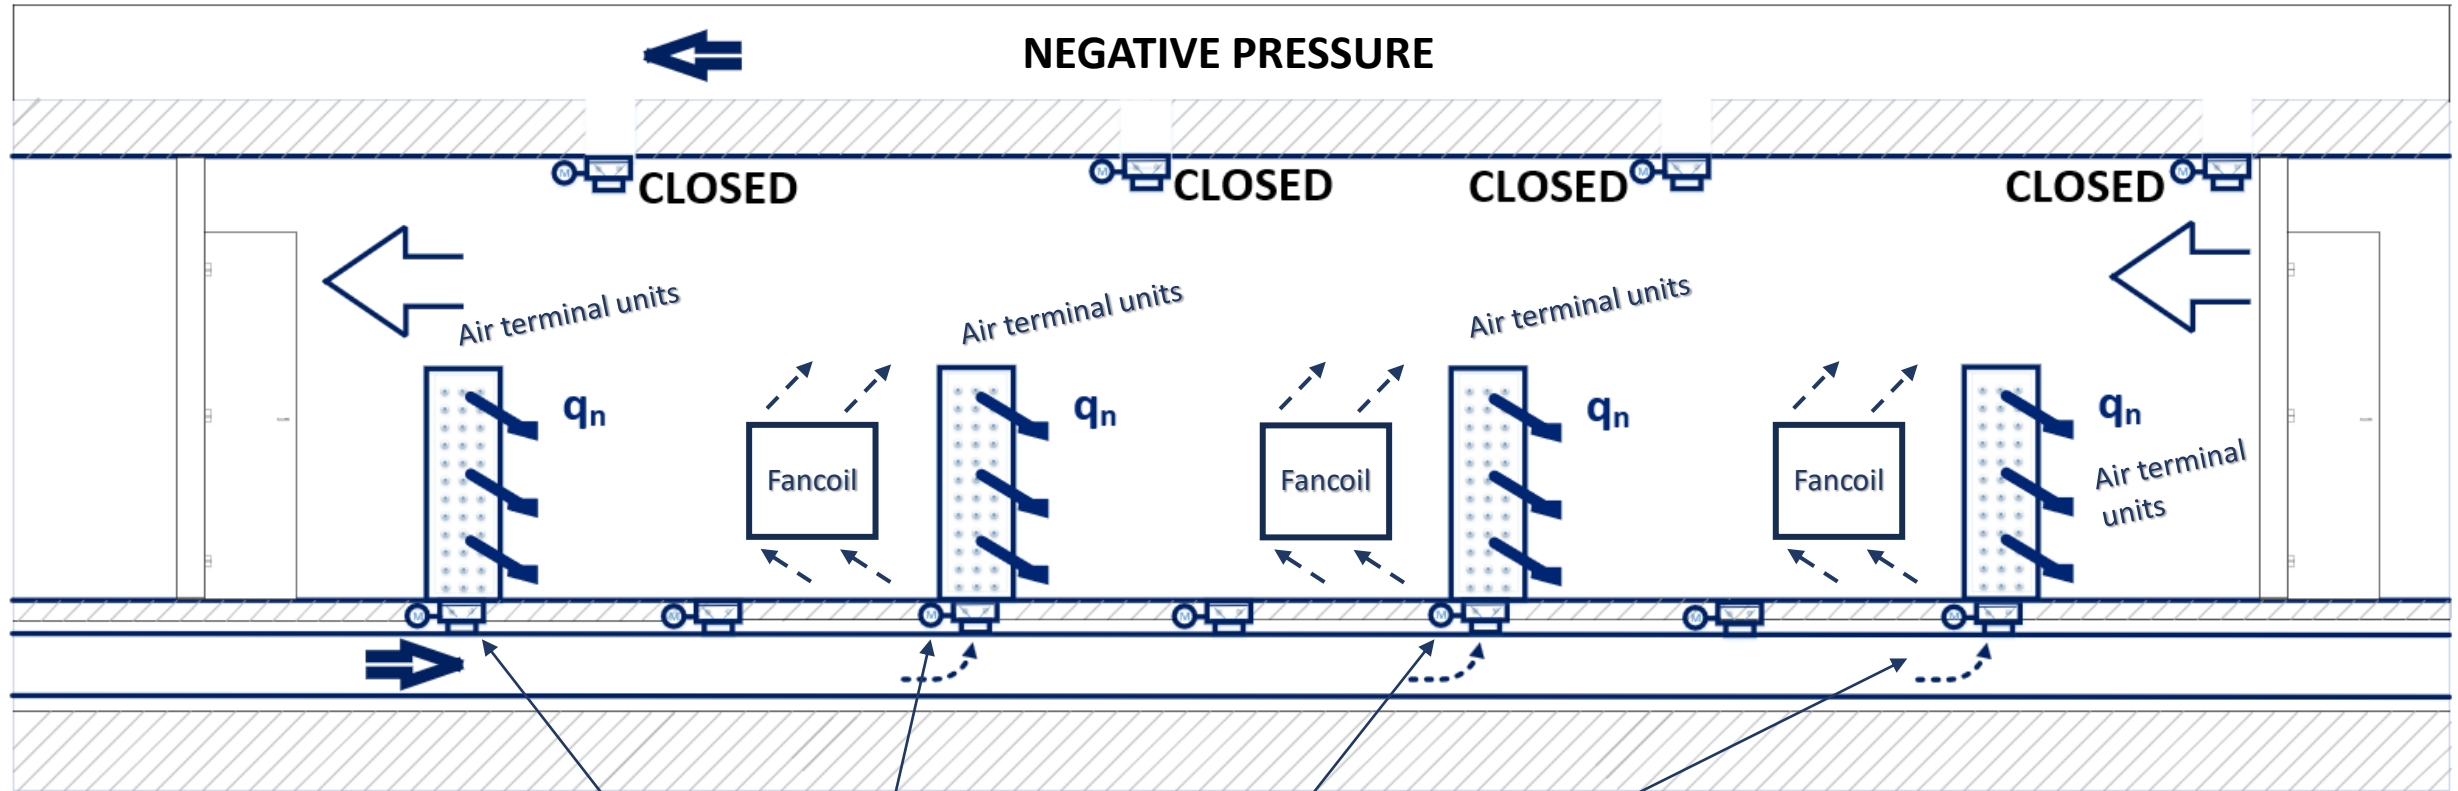 NEGATIVE PRESSURE
M
CLOSED
M
CLOSED
CLOSED
M
CLOSED
M
Air terminal units
Air terminal units
Air terminal units
qn
qn
qn
qn
Fancoil
Fancoil
Fancoil
Air terminal
units
M
M
M
M
M
M
M